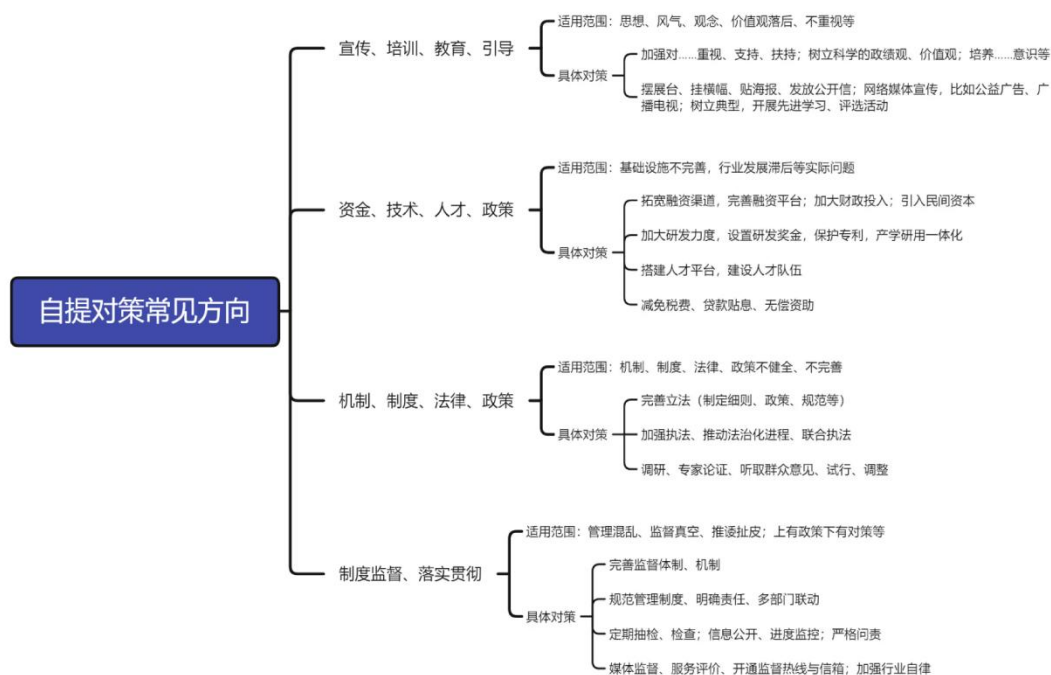 自提对策常见方向
宣传、培训、教育、引导
适用范围：思想、风气、观念、价值观落后、不重视等
具体对策
加强对……重视、支持、扶持；树立科学的政绩观、价值观；培养……意识等
摆展台、挂横幅、贴海报、发放公开信；网络媒体宣传，比如公益广告、广
播电视；树立典型，开展先进学习、评选活动
资金、技术、人才、政策
适用范围：基础设施不完善，行业发展滞后等实际问题
具体对策
拓宽融资渠道，完善融资平台；加大财政投入；引入民间资本
加大研发力度，设置研发奖金，保护专利，产学研用一体化
搭建人才平台，建设人才队伍
减免税费、贷款贴息、无偿资助
机制、制度、法律、政策
适用范围：机制、制度、法律、政策不健全、不完善
具体对策
完善立法（制定细则、政策、规范等）
加强执法、推动法治化进程、联合执法
调研、专家论证、听取群众意见、试行、调整
制度监督、落实贯彻
适用范围：管理混乱、监督真空、推诿扯皮；上有政策下有对策等
具体对策
完善监督体制、机制
规范管理制度、明确责任、多部门联动
定期抽检、检查；信息公开、进度监控；严格问责
媒体监督、服务评价、开通监督热线与信箱；加强行业自律